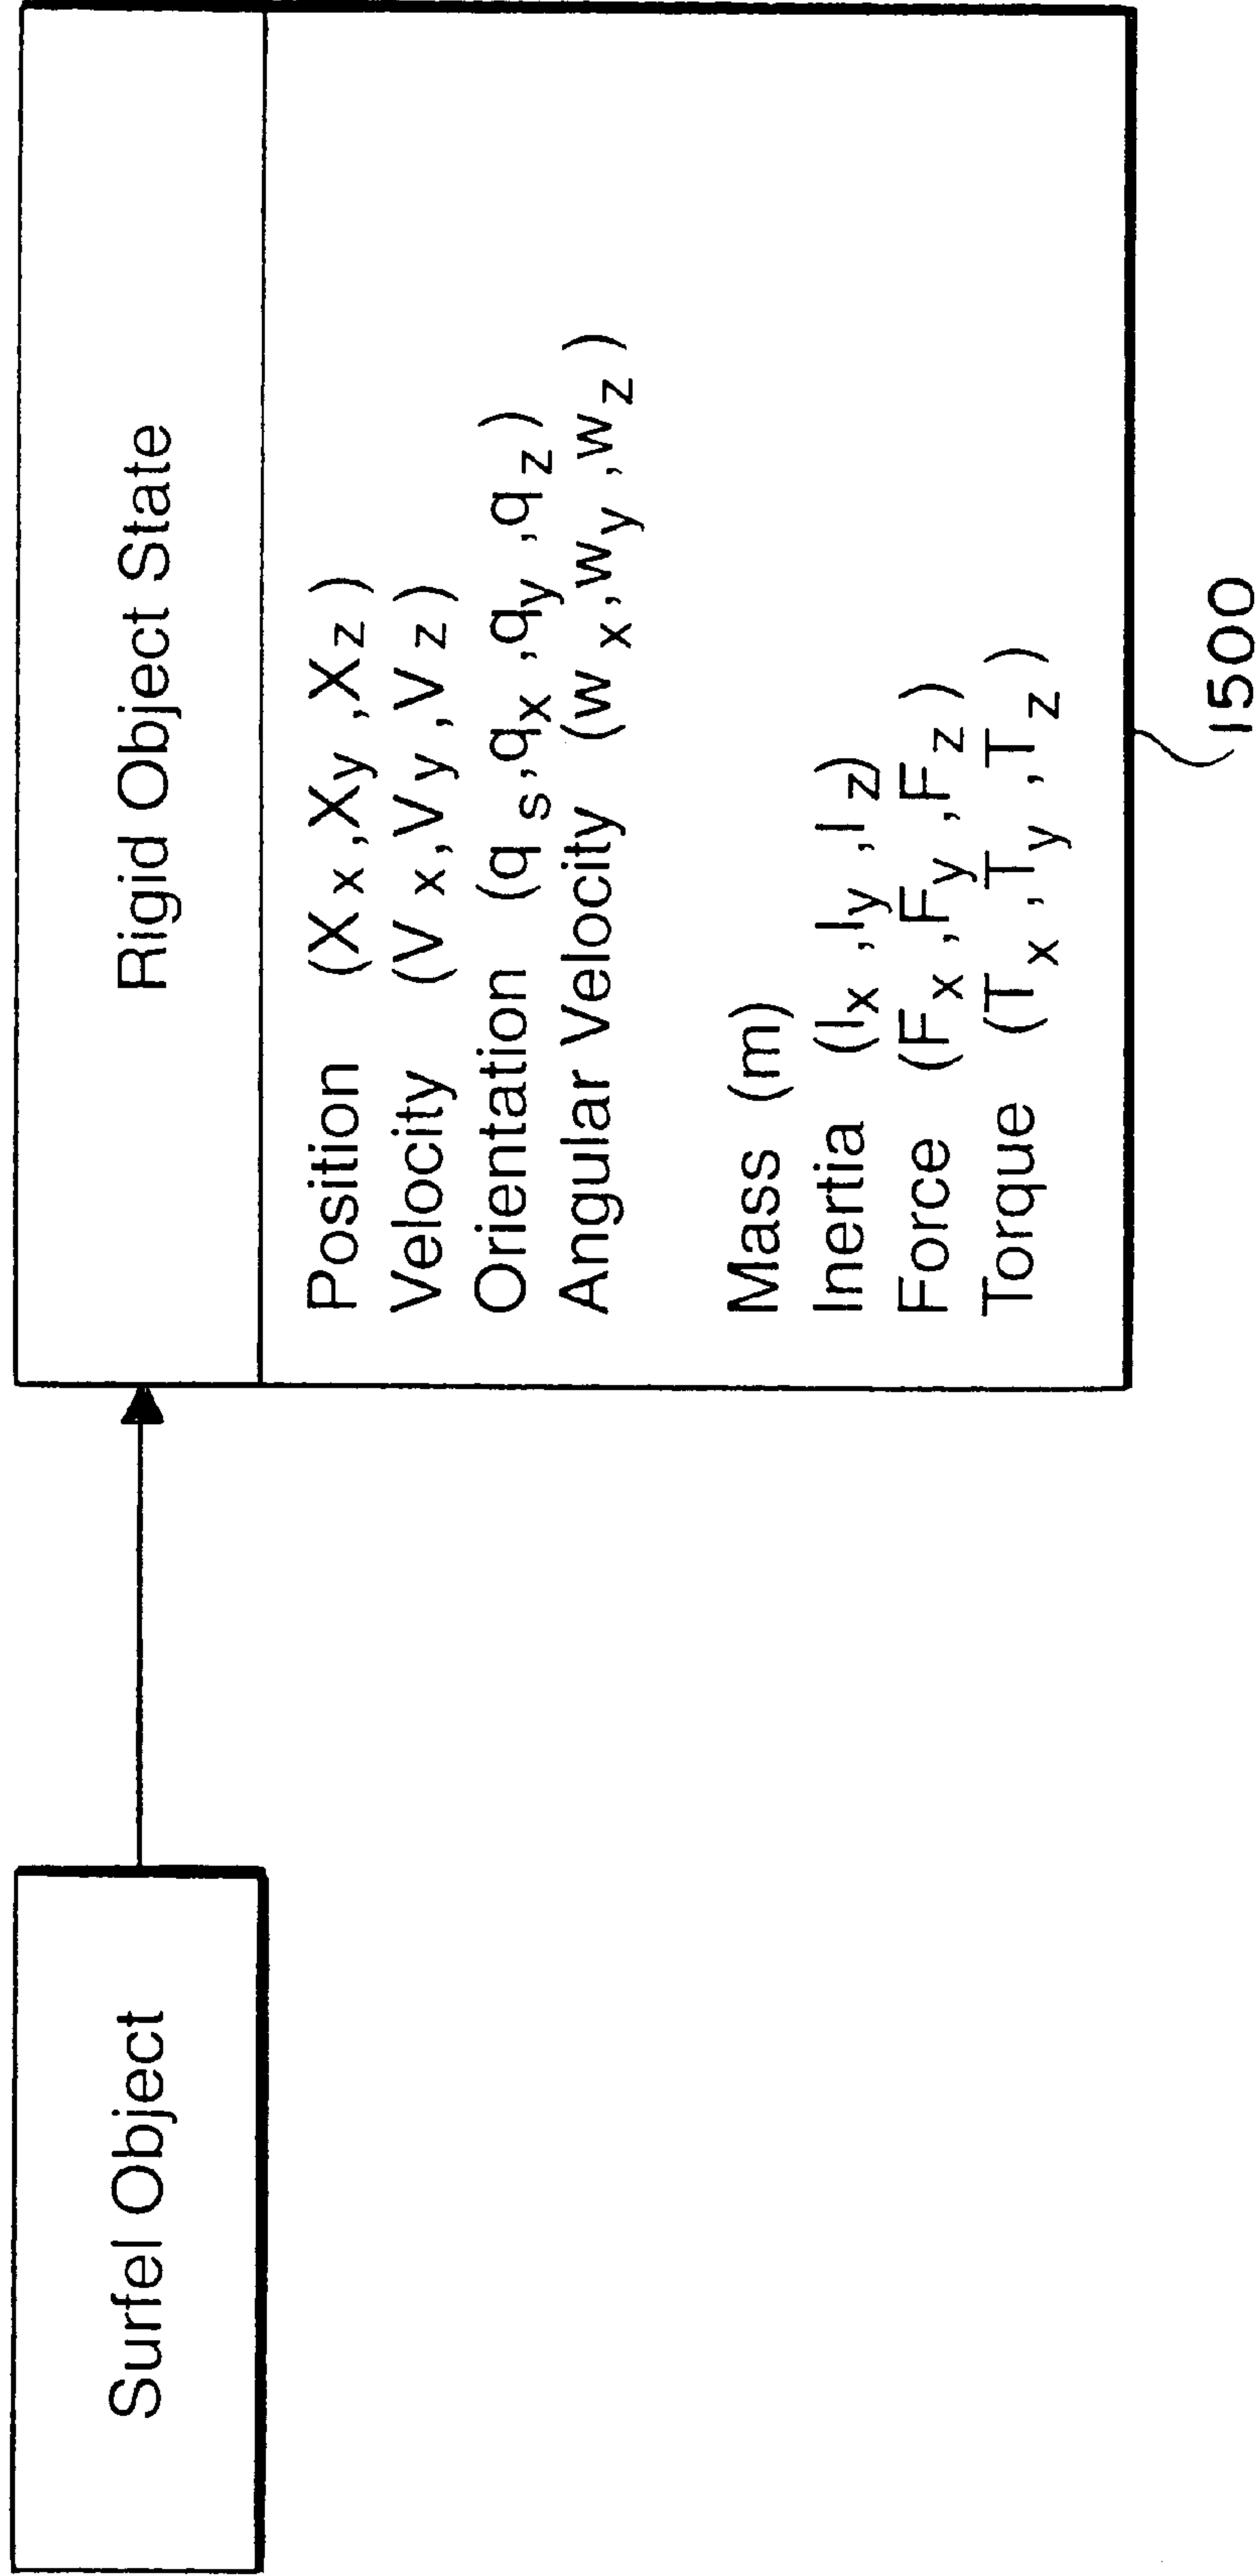 Surfel Object
Rigid Object State
Position (Xx,Xy,Xz)
Velocity (Vx,Vy,Vz)
Orientation (qs,qx,qy,qz)
Angular Velocity (wx,wy,wz)
Mass (m)
Inertia (Ix,Iy,Iz)
Force (Fx,Fy,Fz)
Torque (Tx,Ty,Tz)
1500